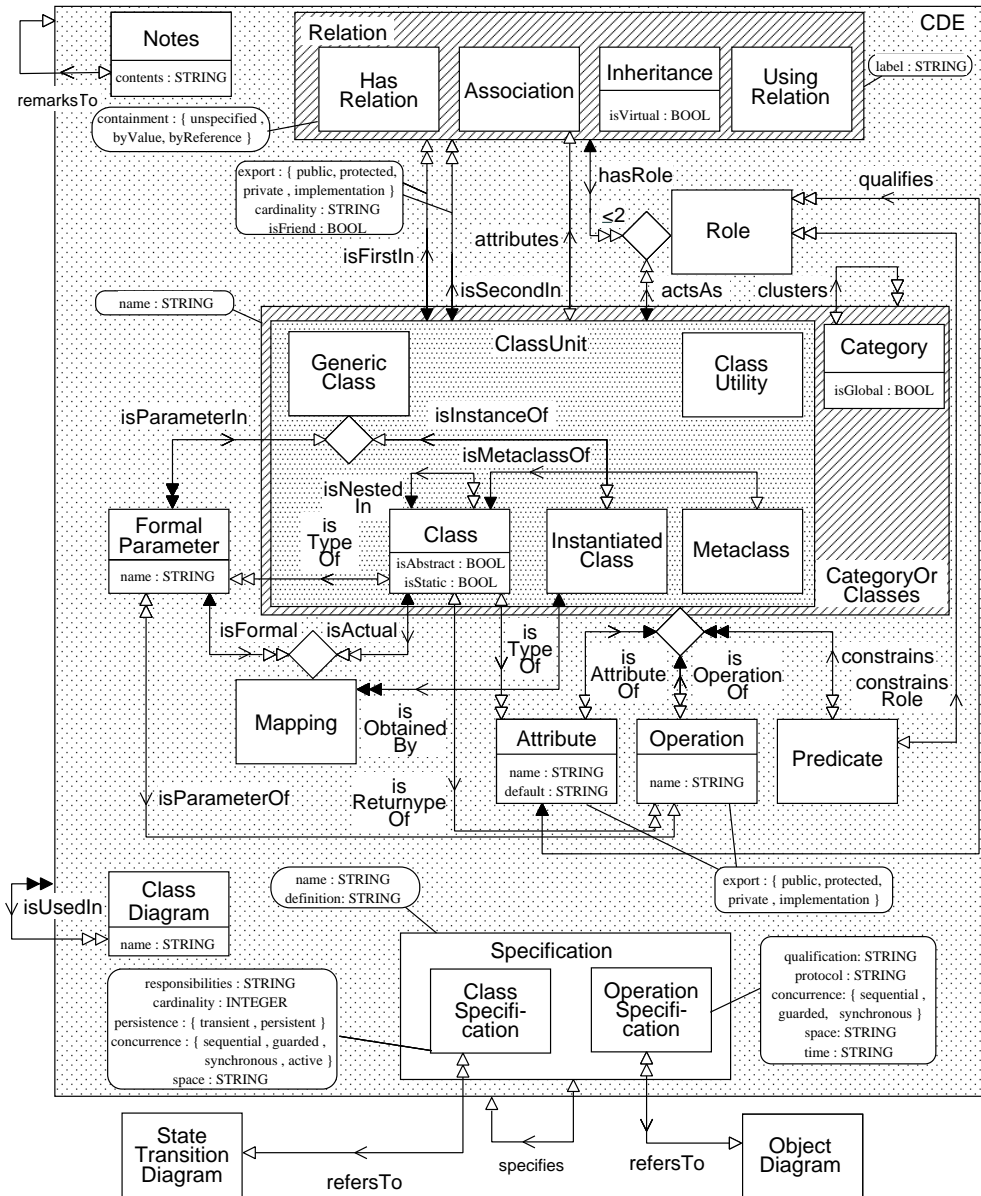 CDE
Notes
contents : STRING
remarksTo
Relation
Has
Relation
Association
Inheritance
isVirtual : BOOL
Using
Relation
label : STRING
containment : { unspecified ,
byValue, byReference }
export : { public, protected,
private , implementation }
cardinality : STRING
isFriend : BOOL
hasRole
≤2
Role
qualifies
attributes
isFirstIn
isSecondIn
actsAs
clusters
name : STRING
ClassUnit
Generic
Class
Class
Utility
Category
isGlobal : BOOL
isParameterIn
isInstanceOf
isMetaclassOf
isNested
In
Formal
Parameter
name : STRING
is
Type
Of
Class
isAbstract : BOOL
isStatic : BOOL
Instantiated
Class
Metaclass
CategoryOr
Classes
isFormal
isActual
is
Type
Of
is
Attribute
Of
is
Operation
Of
constrains
constrains
Role
Mapping
is
Obtained
By
Attribute
name : STRING
default : STRING
Operation
name : STRING
Predicate
isParameterOf
is
Returnype
Of
name : STRING
definition: STRING
export : { public, protected,
private , implementation }
isUsedIn
Class
Diagram
name : STRING
Specification
Class
Specifi-
cation
Operation
Specifi-
cation
responsibilities : STRING
cardinality : INTEGER
persistence : { transient , persistent }
concurrence : { sequential , guarded ,
synchronous , active }
space : STRING
qualification: STRING
protocol : STRING
concurrence: { sequential ,
guarded, synchronous }
space: STRING
time : STRING
State
Transition
Diagram
refersTo
specifies
refersTo
Object
Diagram